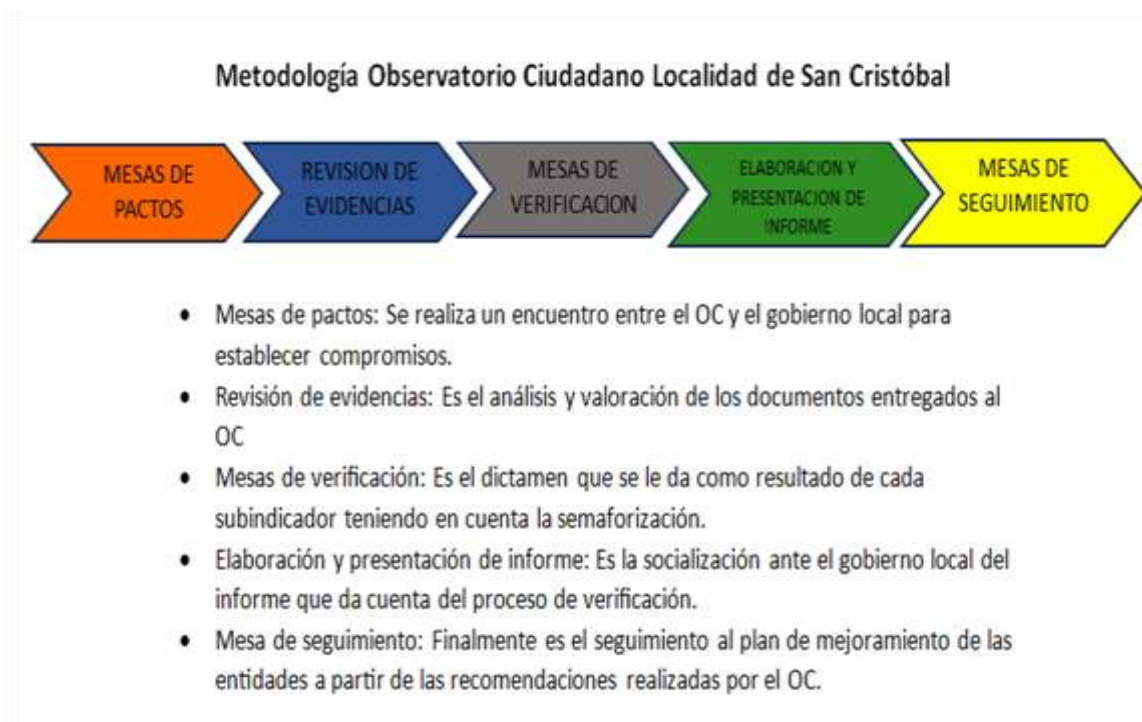 Metodología Observatorio Ciudadano Localidad de San Cristóbal
MESAS DE
PACTOS
REVISION DE
EVIDENCIAS
MESAS DE
VERIFICACION
ELABORACION Y
PRESENTACION DE
INFORME
MESAS DE
SEGUIMIENTO
• Mesas de pactos: Se realiza un encuentro entre el OC y el gobierno local para
establecer compromisos.
• Revisión de evidencias: Es el análisis y valoración de los documentos entregados al
OC
• Mesas de verificación: Es el dictamen que se le da como resultado de cada
subindicador teniendo en cuenta la semaforización.
• Elaboración y presentación de informe: Es la socialización ante el gobierno local del
informe que da cuenta del proceso de verificación.
• Mesa de seguimiento: Finalmente es el seguimiento al plan de mejoramiento de las
entidades a partir de las recomendaciones realizadas por el OC.